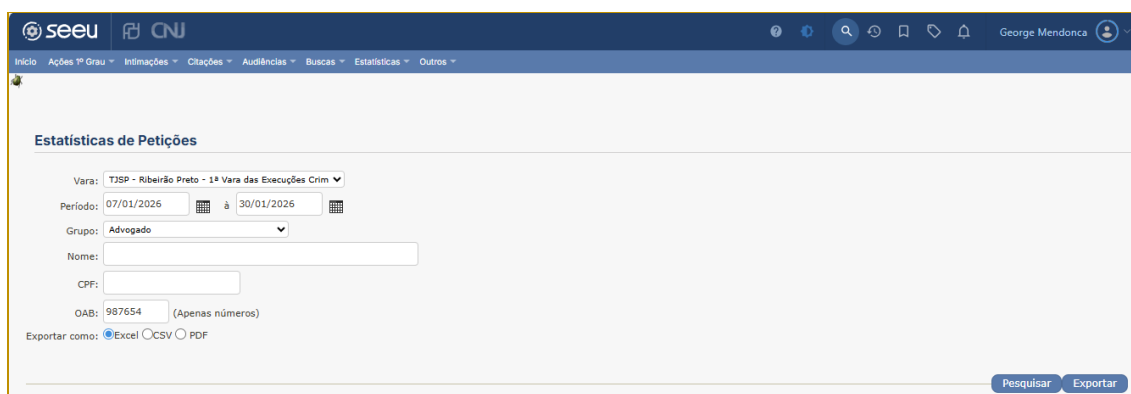 seeu CNJ George Mendonca
Início Ações 1º Grau Intimações Citações Audiências Buscas Estatísticas Outros
Estatísticas de Petições
Vara: TJSP - Ribeirão Preto - 1ª Vara das Execuções Crim
Período: 07/01/2026 à 30/01/2026
Grupo: Advogado
Nome:
CPF:
OAB: 987654 (Apenas números)
Exportar como: Excel CSV PDF
Pesquisar Exportar